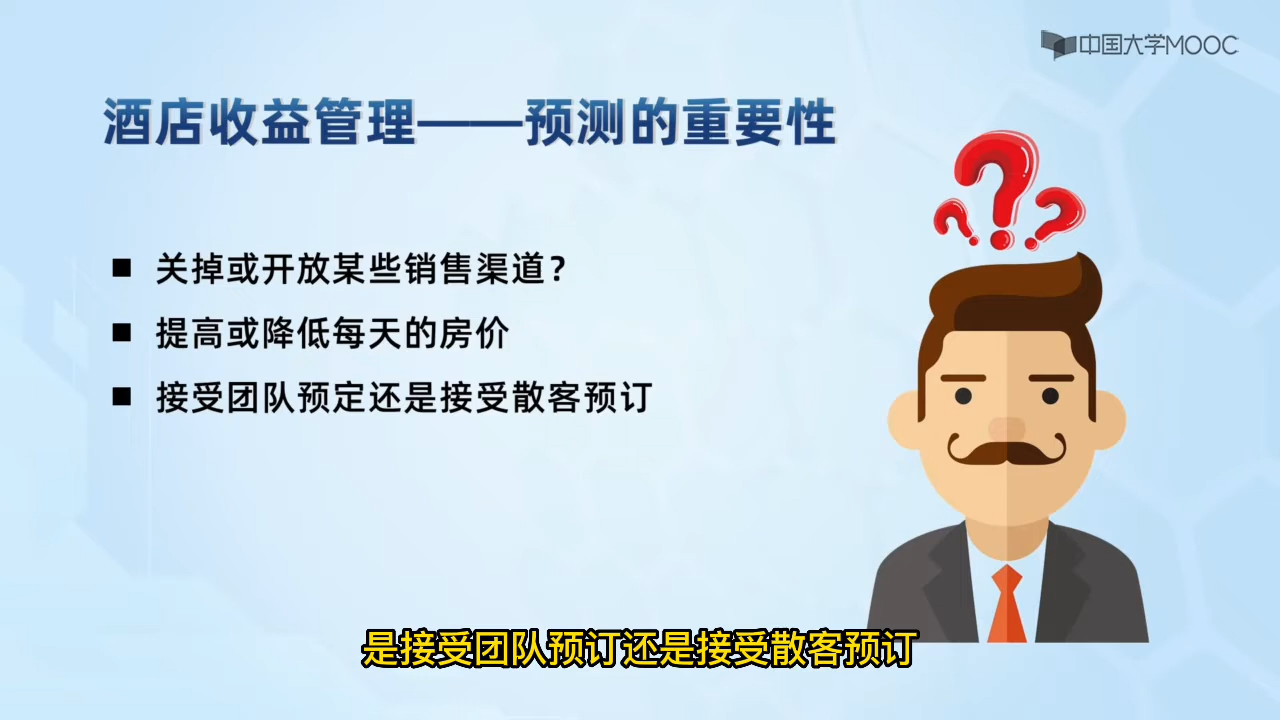 中国大学MOOC
酒店收益管理——预测的重要性
■ 关掉或开放某些销售渠道？
■ 提高或降低每天的房价
■ 接受团队预定还是接受散客预订
是接受团队预订还是接受散客预订